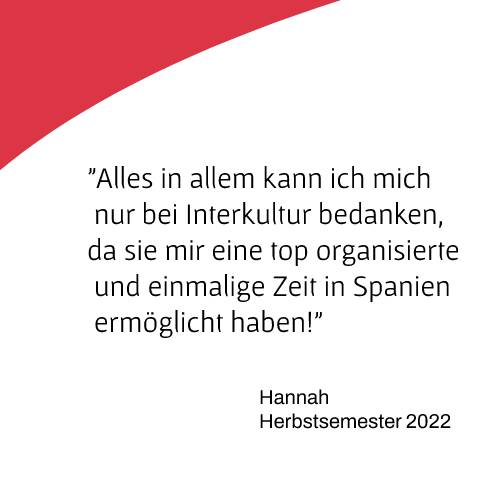 ”Alles in allem kann ich mich
nur bei Interkultur bedanken,
da sie mir eine top organisierte
und einmalige Zeit in Spanien
ermöglicht haben!”
Hannah
Herbstsemester 2022